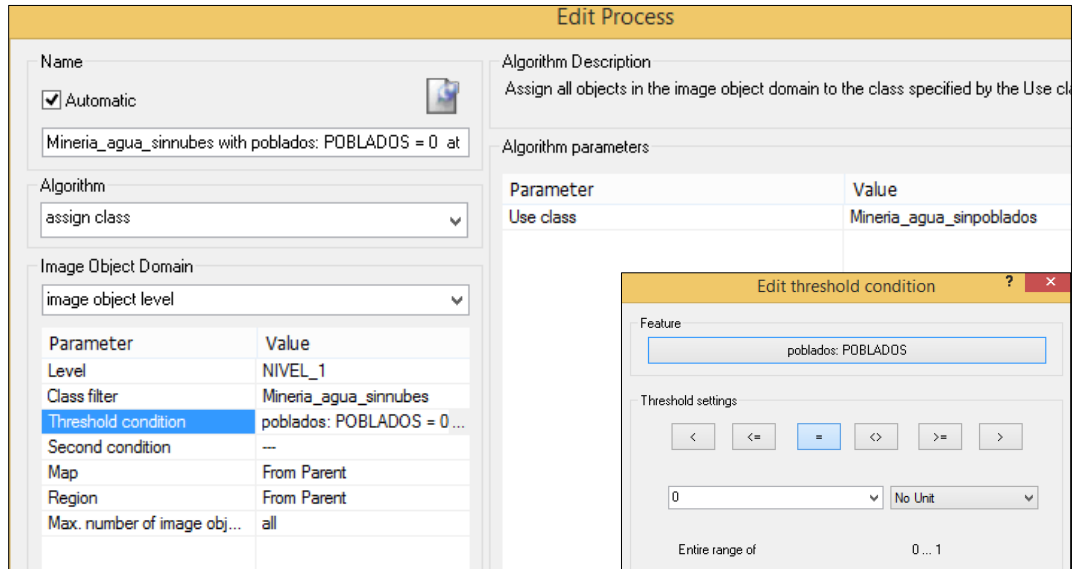 Edit Process
Name
Automatic
Mineria_agua_sinnubes with poblados: POBLADOS = 0 at
Algorithm
assign class
Image Object Domain
image object level
Parameter Value
Level NIVEL_1
Class filter Mineria_agua_sinnubes
Threshold condition poblados: POBLADOS = 0 ...
Second condition ---
Map From Parent
Region From Parent
Max. number of image obj... all
Algorithm Description
Assign all objects in the image object domain to the class specified by the Use cl
Algorithm parameters
Parameter Value
Use class Mineria_agua_sinpoblados
Edit threshold condition ? ×
Feature
poblados: POBLADOS
Threshold settings
< <= = <> >= >
0 No Unit
Entire range of 0 ... 1